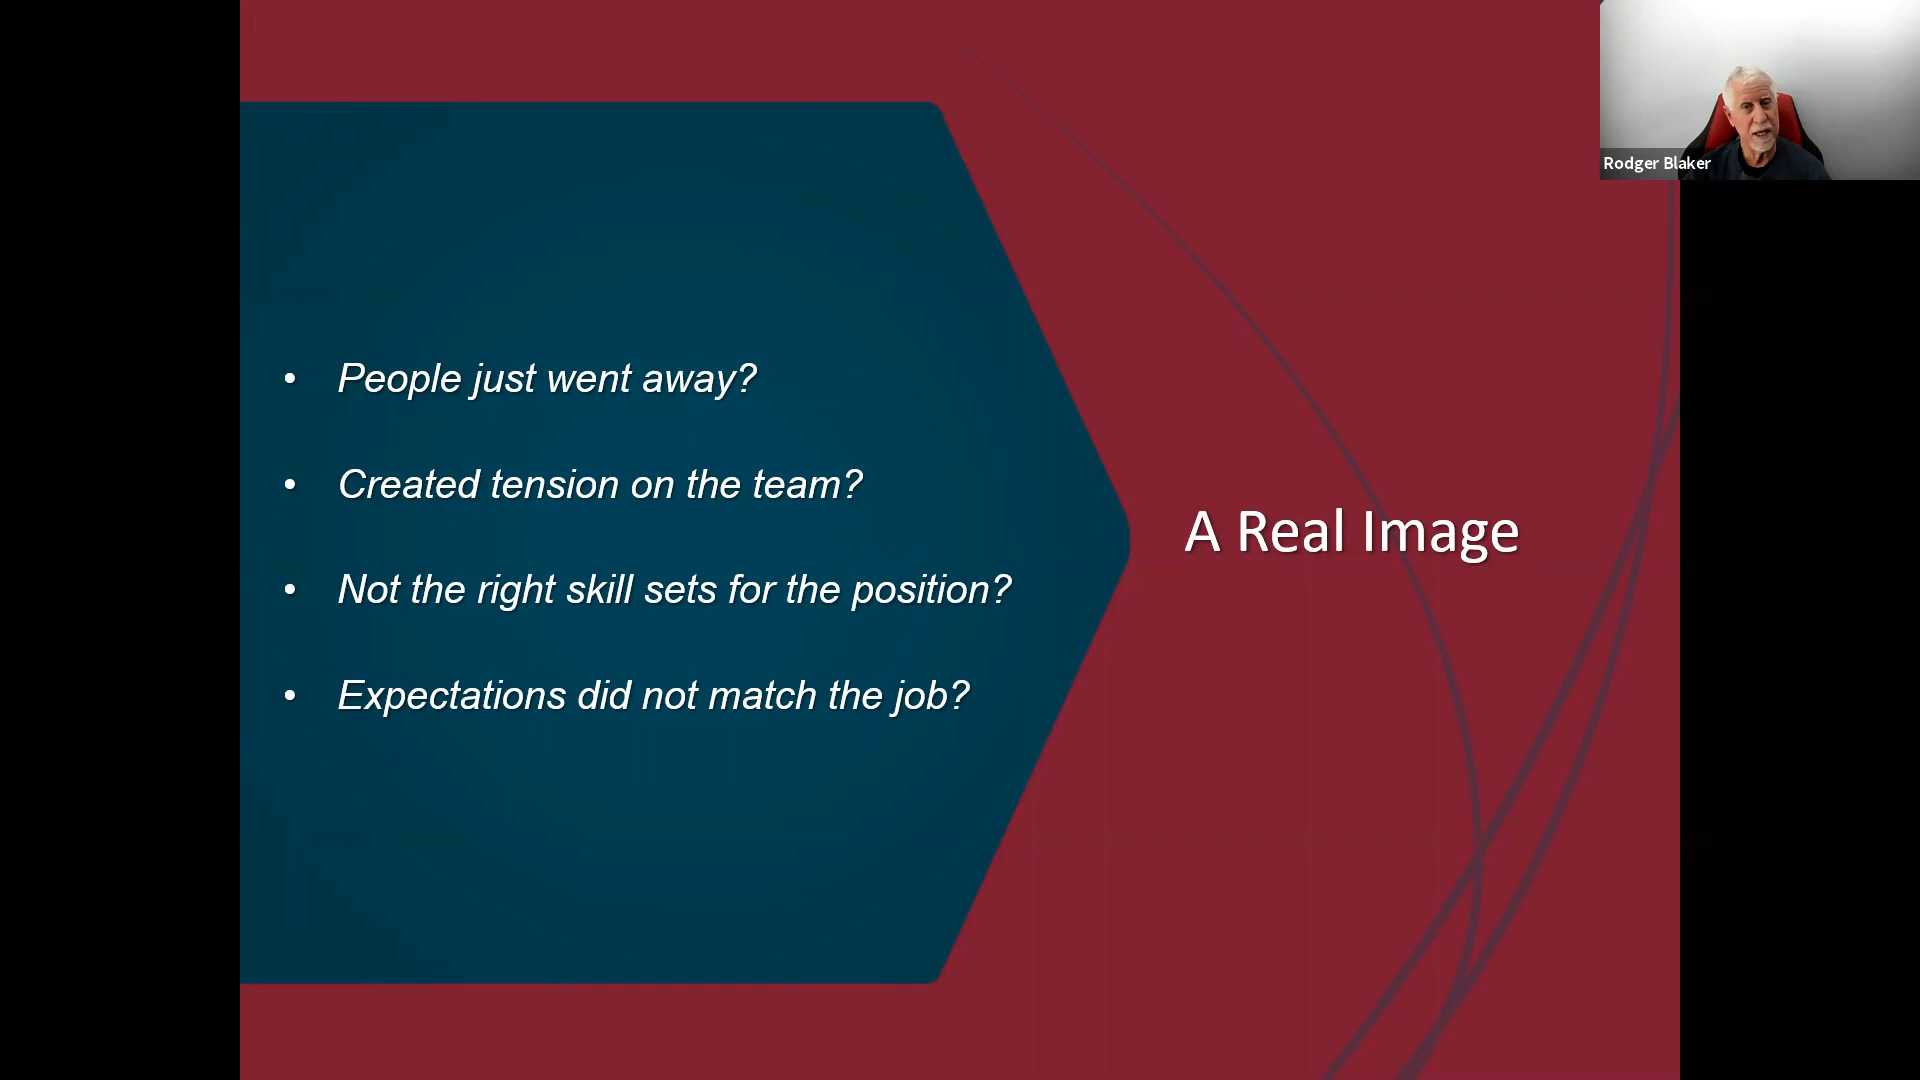 • People just went away?
• Created tension on the team?
• Not the right skill sets for the position?
• Expectations did not match the job?
A Real Image
Rodger Blaker